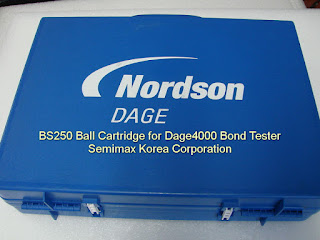 Nordson
DAGE
BS250 Ball Cartridge for Dage4000 Bond Tester
Semimax Korea Corporation